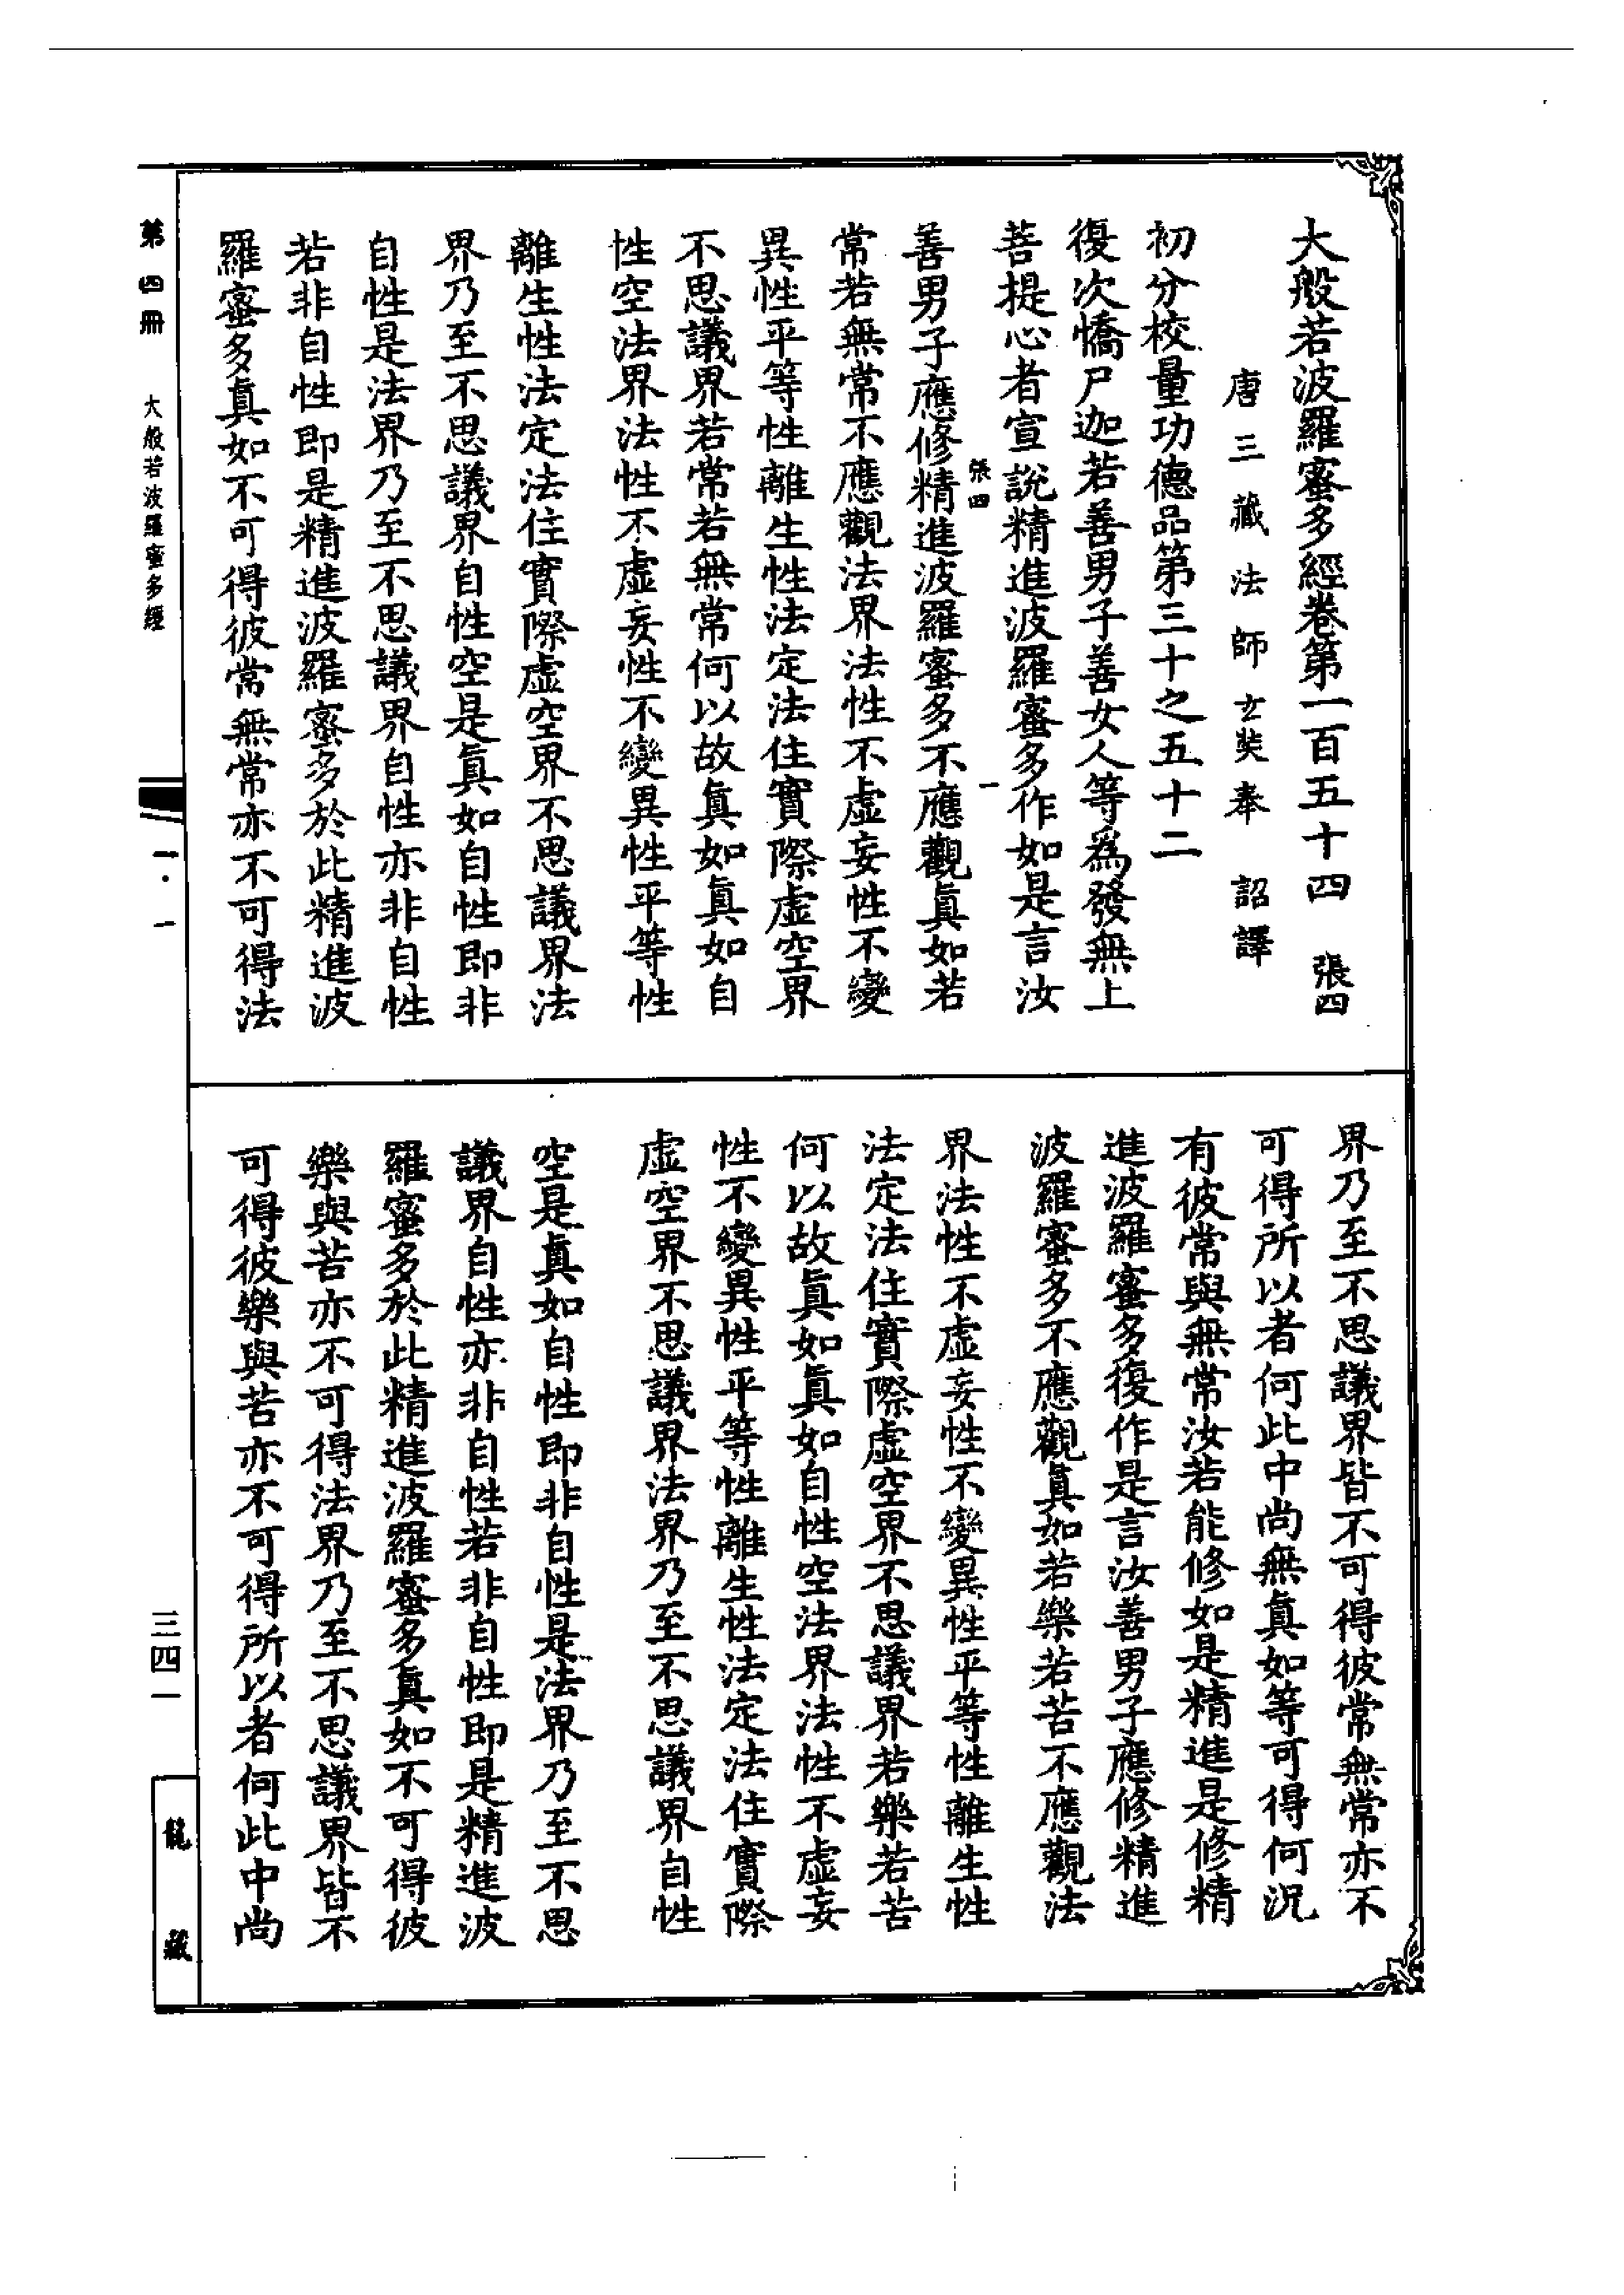 大般若波羅蜜多經卷第一百五十四　張四
唐三藏法師玄奘奉　詔譯
初分校量功德品第三十之五十二
復次憍尸迦若善男子善女人等爲發無上
菩提心者宣說精進波羅蜜多作如是言汝
張四　一
善男子應修精進波羅蜜多不應觀眞如若
常若無常不應觀法界法性不虛妄性不變
異性平等性離生性法定法住實際虛空界
不思議界若常若無常何以故眞如眞如自
性空法界法性不虛妄性不變異性平等性
離生性法定法住實際虛空界不思議界法
界乃至不思議界自性空是眞如自性即非
自性是法界乃至不思議界自性亦非自性
若非自性即是精進波羅蜜多於此精進波
羅蜜多眞如不可得彼常無常亦不可得法
界乃至不思議界皆不可得彼常無常亦不
可得所以者何此中尚無眞如等可得何況
有彼常與無常汝若能修如是精進是修精
進波羅蜜多復作是言汝善男子應修精進
波羅蜜多不應觀眞如若樂若苦不應觀法
界法性不虛妄性不變異性平等性離生性
法定法住實際虛空界不思議界若樂若苦
何以故眞如眞如自性空法界法性不虛妄
性不變異性平等性離生性法定法住實際
虛空界不思議界法界乃至不思議界自性
空是眞如自性即非自性是法界乃至不思
議界自性亦非自性若非自性即是精進波
羅蜜多於此精進波羅蜜多眞如不可得彼
樂與苦亦不可得法界乃至不思議界皆不
可得彼樂與苦亦不可得所以者何此中尚
第四冊　大般若波羅蜜多經
一·一
三四一
龍藏